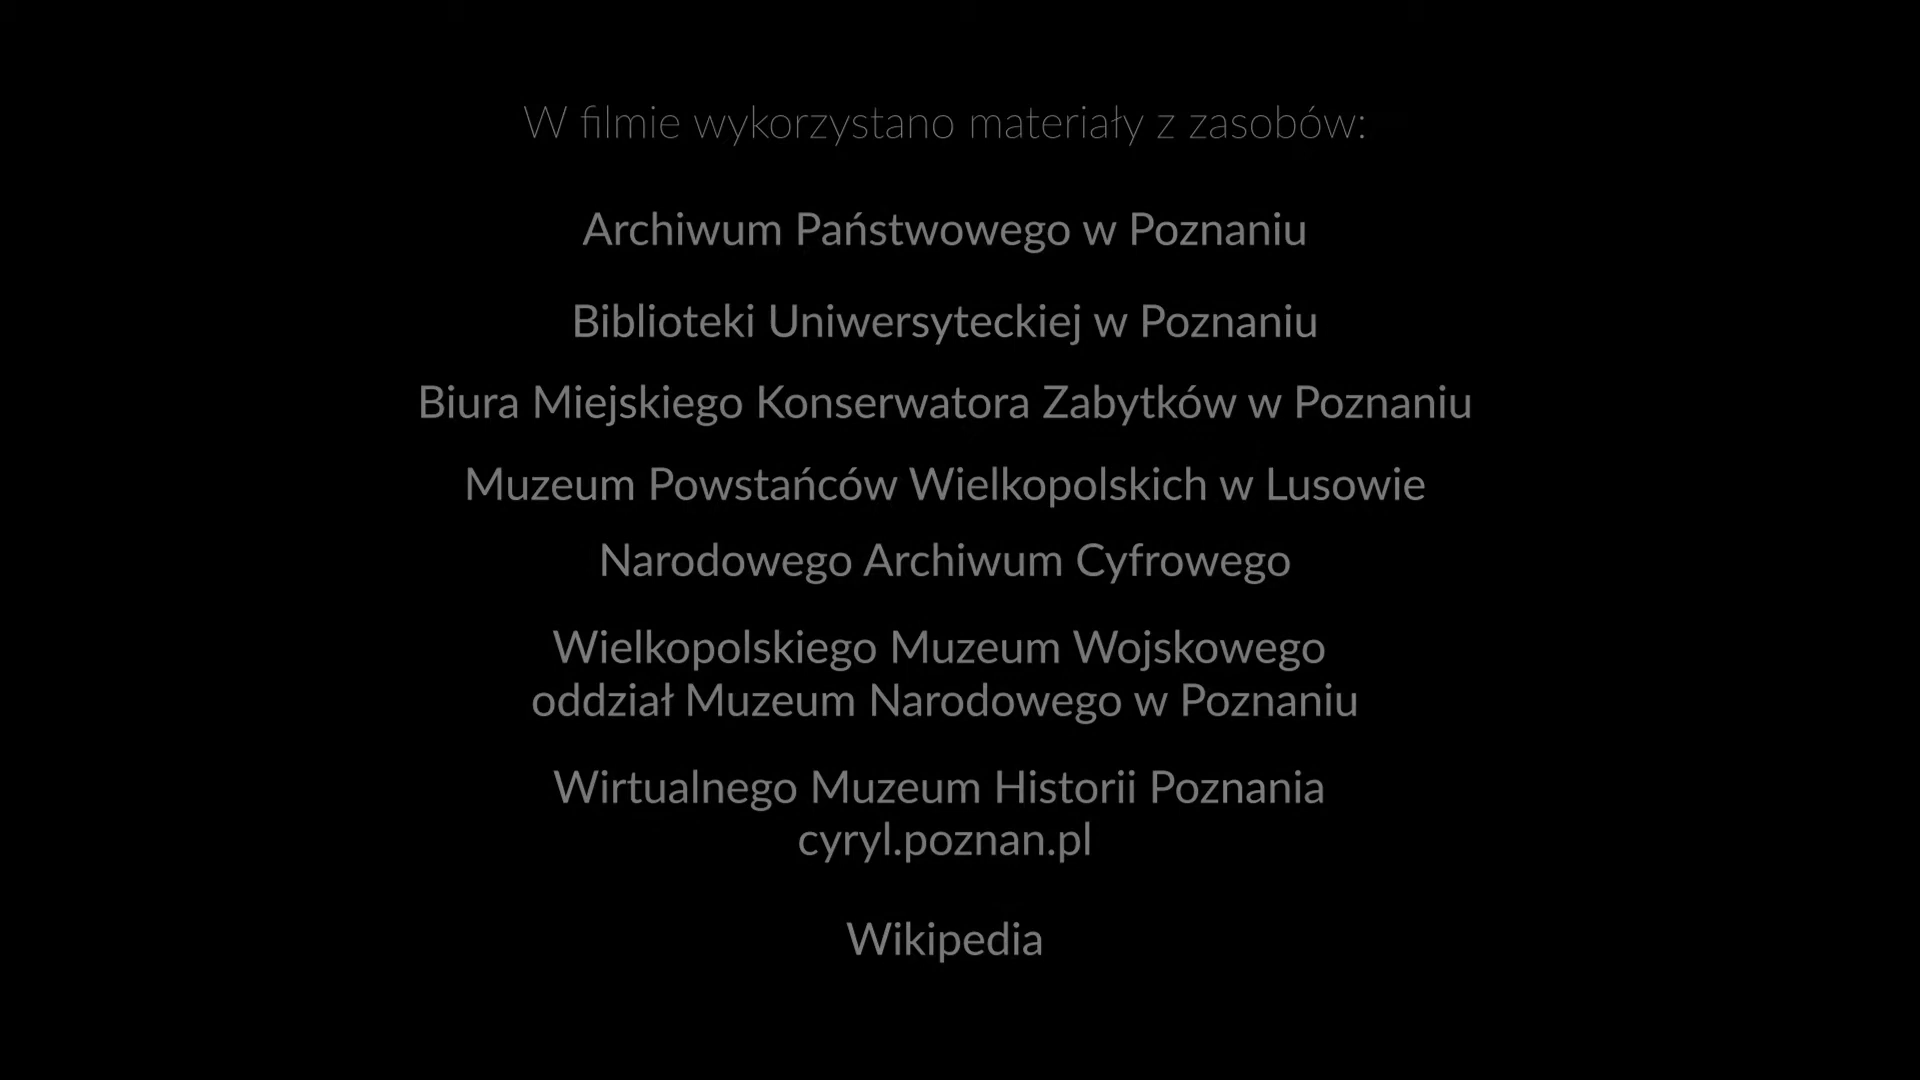 W filmie wykorzystano materiały z zasobów:
Archiwum Państwowego w Poznaniu
Biblioteki Uniwersyteckiej w Poznaniu
Biura Miejskiego Konserwatora Zabytków w Poznaniu
Muzeum Powstańców Wielkopolskich w Lusowie
Narodowego Archiwum Cyfrowego
Wielkopolskiego Muzeum Wojskowego
oddział Muzeum Narodowego w Poznaniu
Wirtualnego Muzeum Historii Poznania
cyryl.poznan.pl
Wikipedia